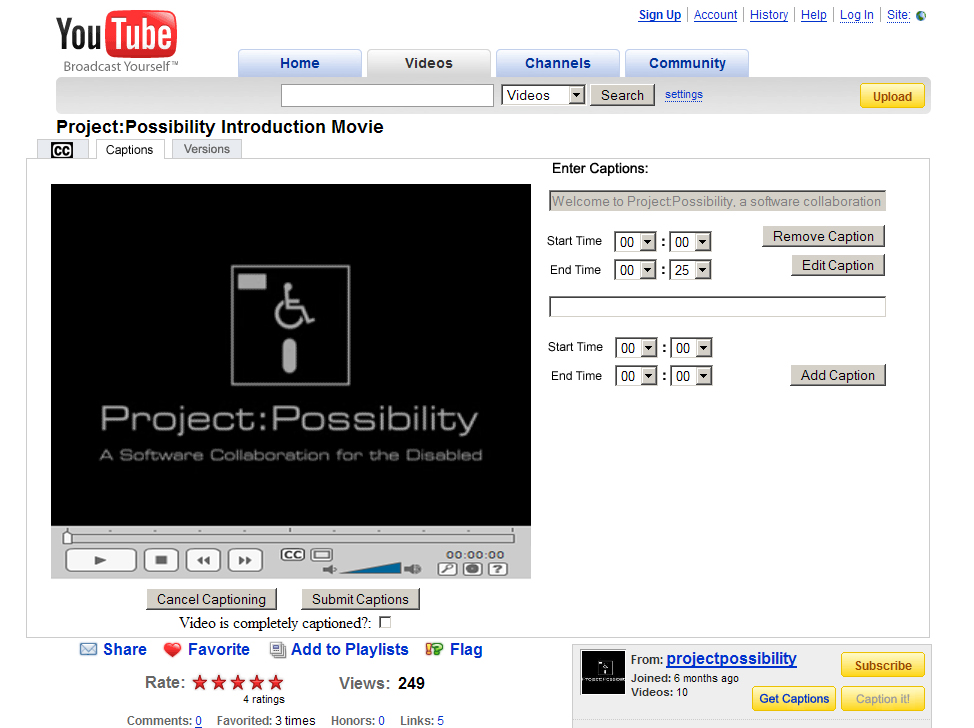 Sign Up Account History Help Log In Site:
YouTube
Broadcast Yourself™
Home Videos Channels Community
Videos Search settings Upload
Project:Possibility Introduction Movie
CC Captions Versions
Enter Captions:
Welcome to Project:Possibility, a software collaboration
Start Time 00 : 00 Remove Caption
End Time 00 : 25 Edit Caption
Start Time 00 : 00
End Time 00 : 00 Add Caption
Project:Possibility
A Software Collaboration for the Disabled
CC 00:00:00
?
Cancel Captioning Submit Captions
Video is completely captioned?:
Share Favorite Add to Playlists Flag
Rate: Views: 249
4 ratings
Comments: 0 Favorited: 3 times Honors: 0 Links: 5
Project:Possibility
From: projectpossibility
Joined: 6 months ago
Videos: 10
Subscribe
Get Captions Caption it!